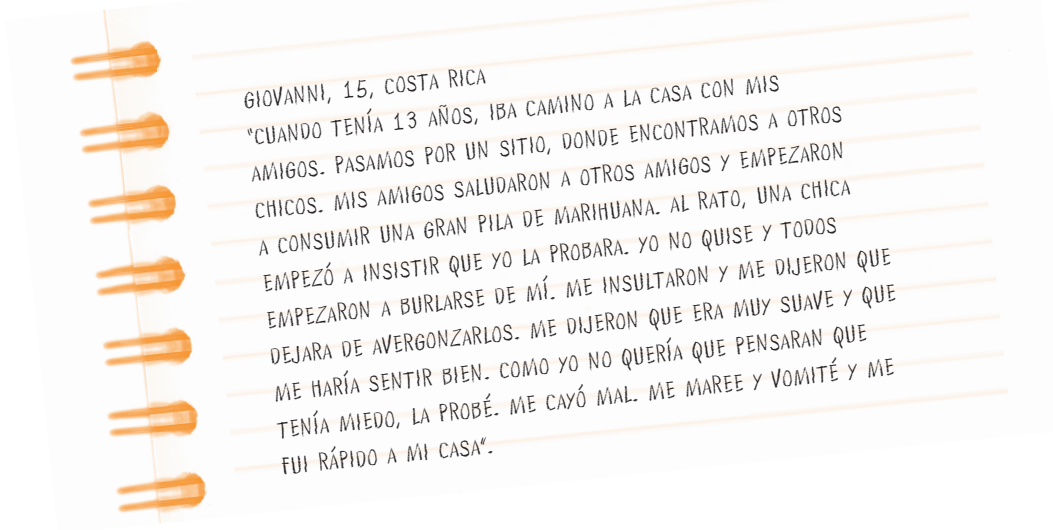 GIOVANNI, 15, COSTA RICA
"CUANDO TENÍA 13 AÑOS, IBA CAMINO A LA CASA CON MIS
AMIGOS. PASAMOS POR UN SITIO, DONDE ENCONTRAMOS A OTROS
CHICOS. MIS AMIGOS SALUDARON A OTROS AMIGOS Y EMPEZARON
A CONSUMIR UNA GRAN PILA DE MARIHUANA. AL RATO, UNA CHICA
EMPEZÓ A INSISTIR QUE YO LA PROBARA. YO NO QUISE Y TODOS
EMPEZARON A BURLARSE DE MÍ. ME INSULTARON Y ME DIJERON QUE
DEJARA DE AVERGONZARLOS. ME DIJERON QUE ERA MUY SUAVE Y QUE
ME HARÍA SENTIR BIEN. COMO YO NO QUERÍA QUE PENSARAN QUE
TENÍA MIEDO, LA PROBÉ. ME CAYÓ MAL. ME MAREE Y VOMITÉ Y ME
FUI RÁPIDO A MI CASA".